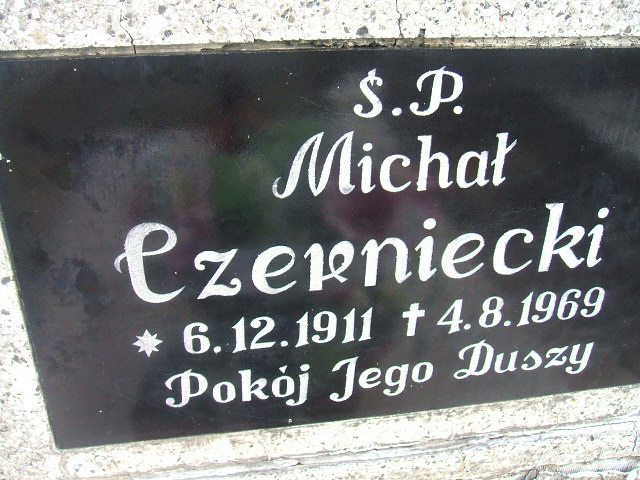 Ś.P.
Michał
Czerniecki
* 6.12.1911 † 4.8.1969
Pokój Jego Duszy